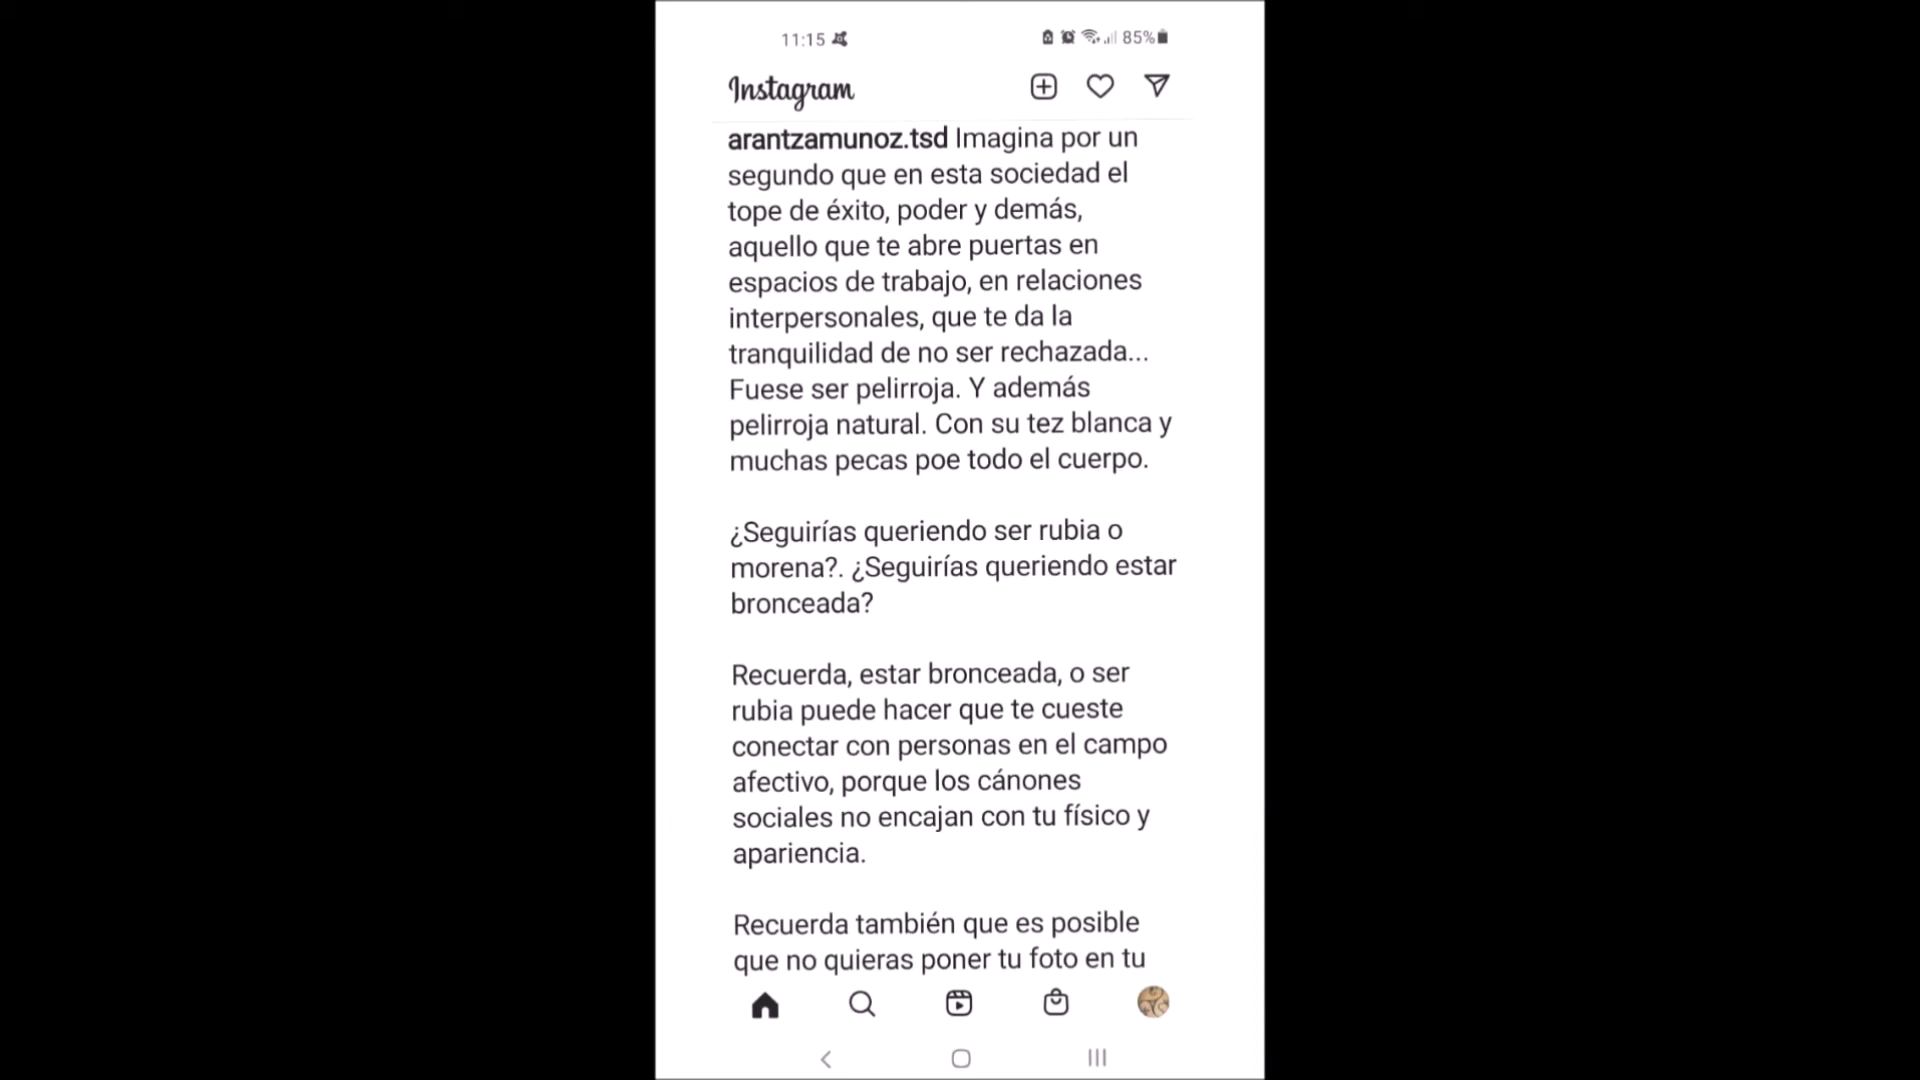 11:15
85%
Instagram
arantzamunoz.tsd Imagina por un
segundo que en esta sociedad el
tope de éxito, poder y demás,
aquello que te abre puertas en
espacios de trabajo, en relaciones
interpersonales, que te da la
tranquilidad de no ser rechazada...
Fuese ser pelirroja. Y además
pelirroja natural. Con su tez blanca y
muchas pecas poe todo el cuerpo.
¿Seguirías queriendo ser rubia o
morena?. ¿Seguirías queriendo estar
bronceada?
Recuerda, estar bronceada, o ser
rubia puede hacer que te cueste
conectar con personas en el campo
afectivo, porque los cánones
sociales no encajan con tu físico y
apariencia.
Recuerda también que es posible
que no quieras poner tu foto en tu